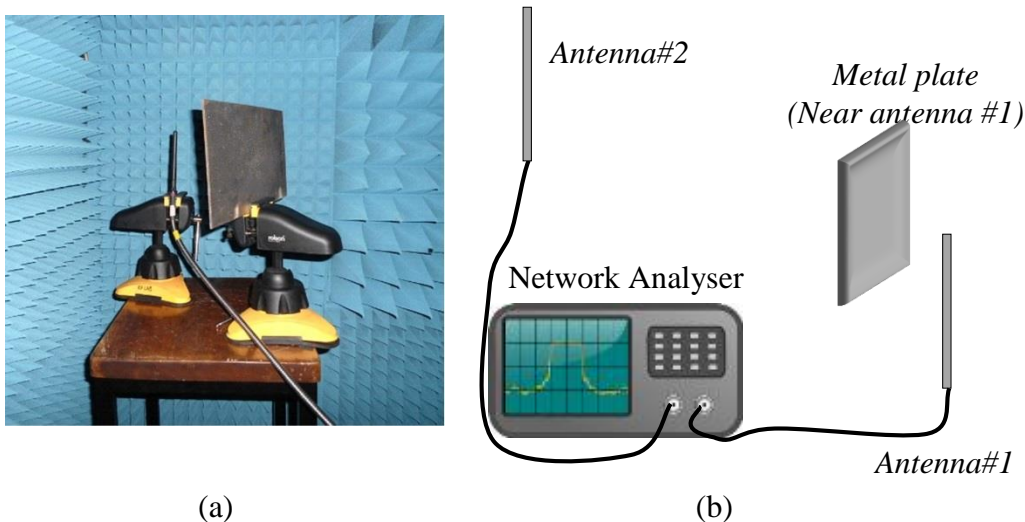 Antenna#2
Metal plate
(Near antenna #1)
Network Analyser
Antenna#1
(a)
(b)